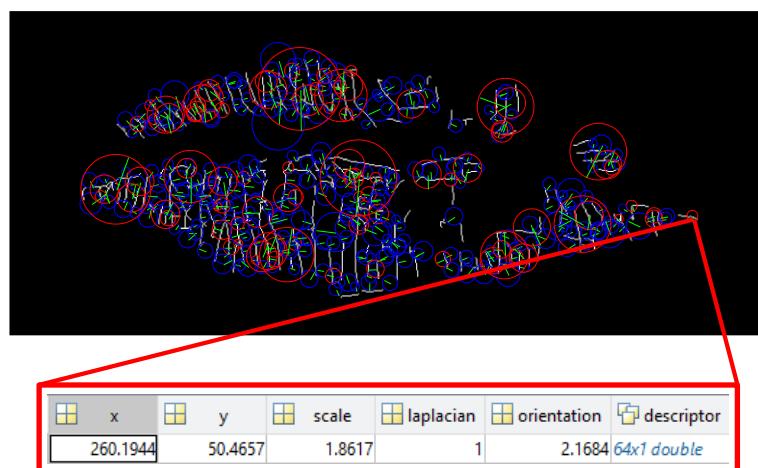 x y scale laplacian orientation descriptor
260.1944 50.4657 1.8617 1 2.1684 64x1 double